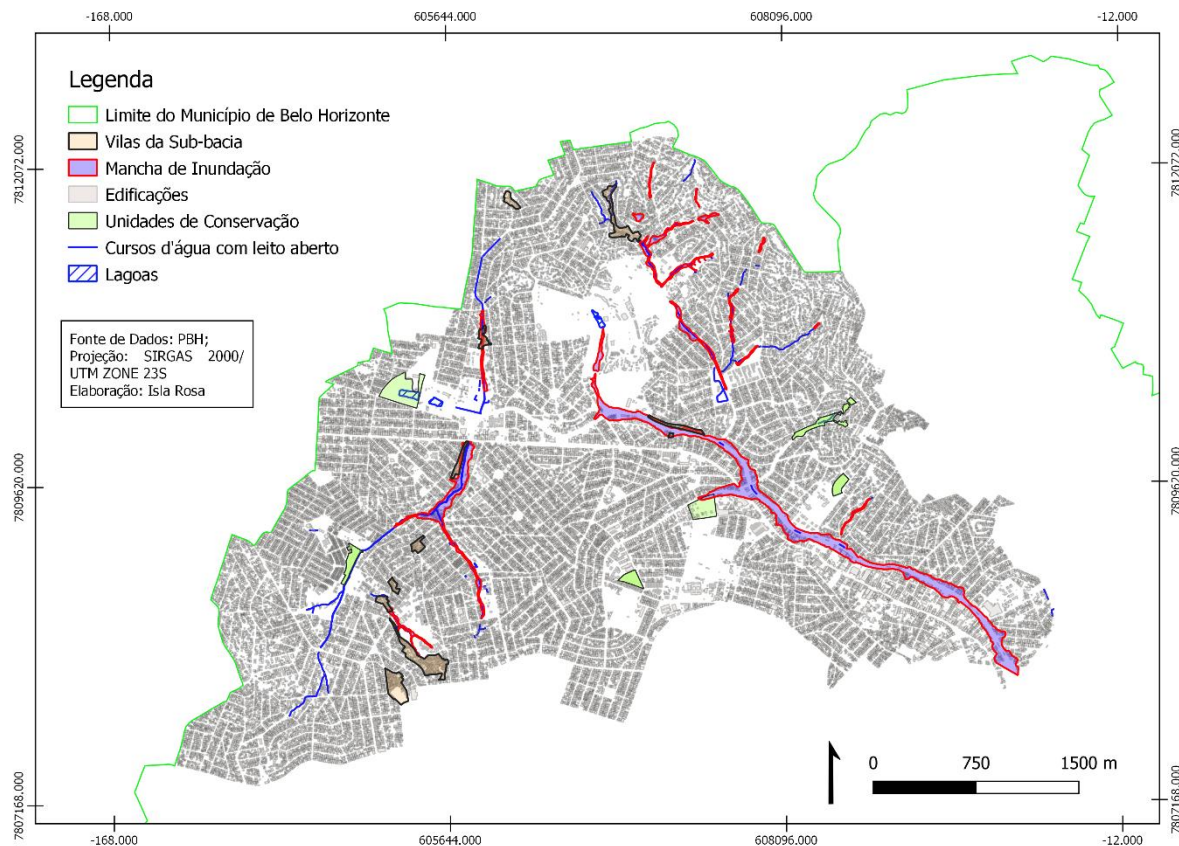 -168.000 605644.000 608096.000 -12.000
Legenda
Limite do Município de Belo Horizonte
Vilas da Sub-bacia
Mancha de Inundação
Edificações
Unidades de Conservação
Cursos d'água com leito aberto
Lagoas
Fonte de Dados: PBH;
Projeção: SIRGAS 2000/
UTM ZONE 23S
Elaboração: Isla Rosa
7812072.000
7809620.000
7807168.000
7812072.000
7809620.000
7807168.000
0 750 1500 m
-168.000 605644.000 608096.000 -12.000